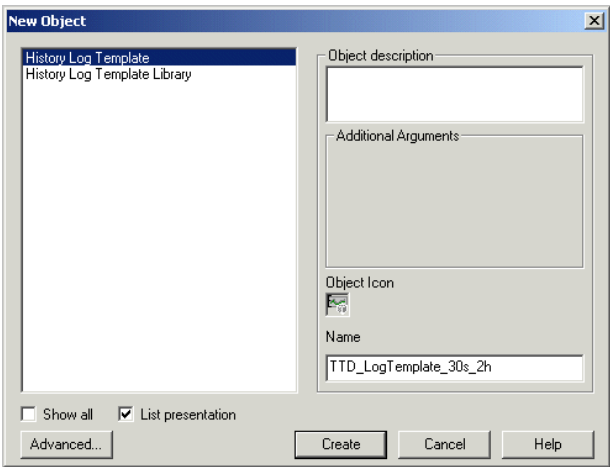 New Object
History Log Template
History Log Template Library
Object description
Additional Arguments
Object Icon
Name
TTD_LogTemplate_30s_2h
Show all
List presentation
Advanced...
Create
Cancel
Help